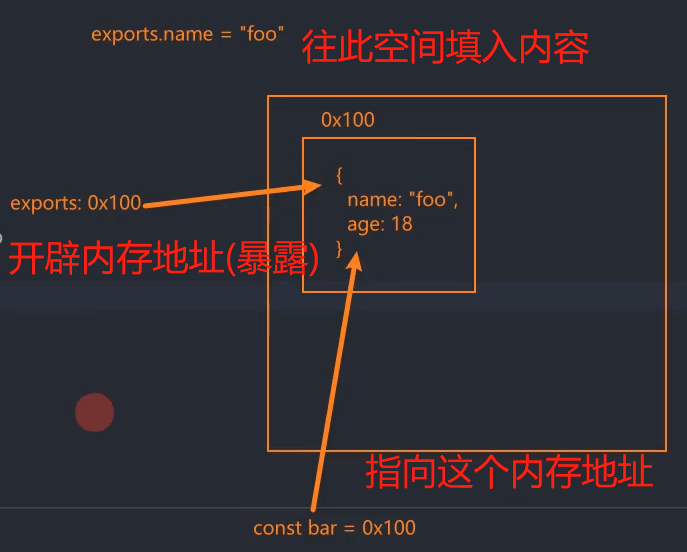 exports.name = "foo"
往此空间填入内容
0x100
{
name: "foo",
age: 18
}
exports: 0x100
开辟内存地址(暴露)
指向这个内存地址
const bar = 0x100